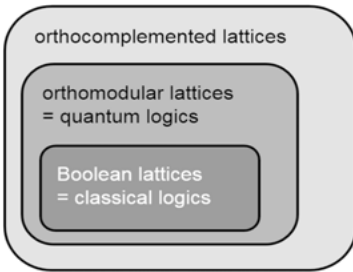 orthocomplemented lattices
orthomodular lattices
= quantum logics
Boolean lattices
= classical logics